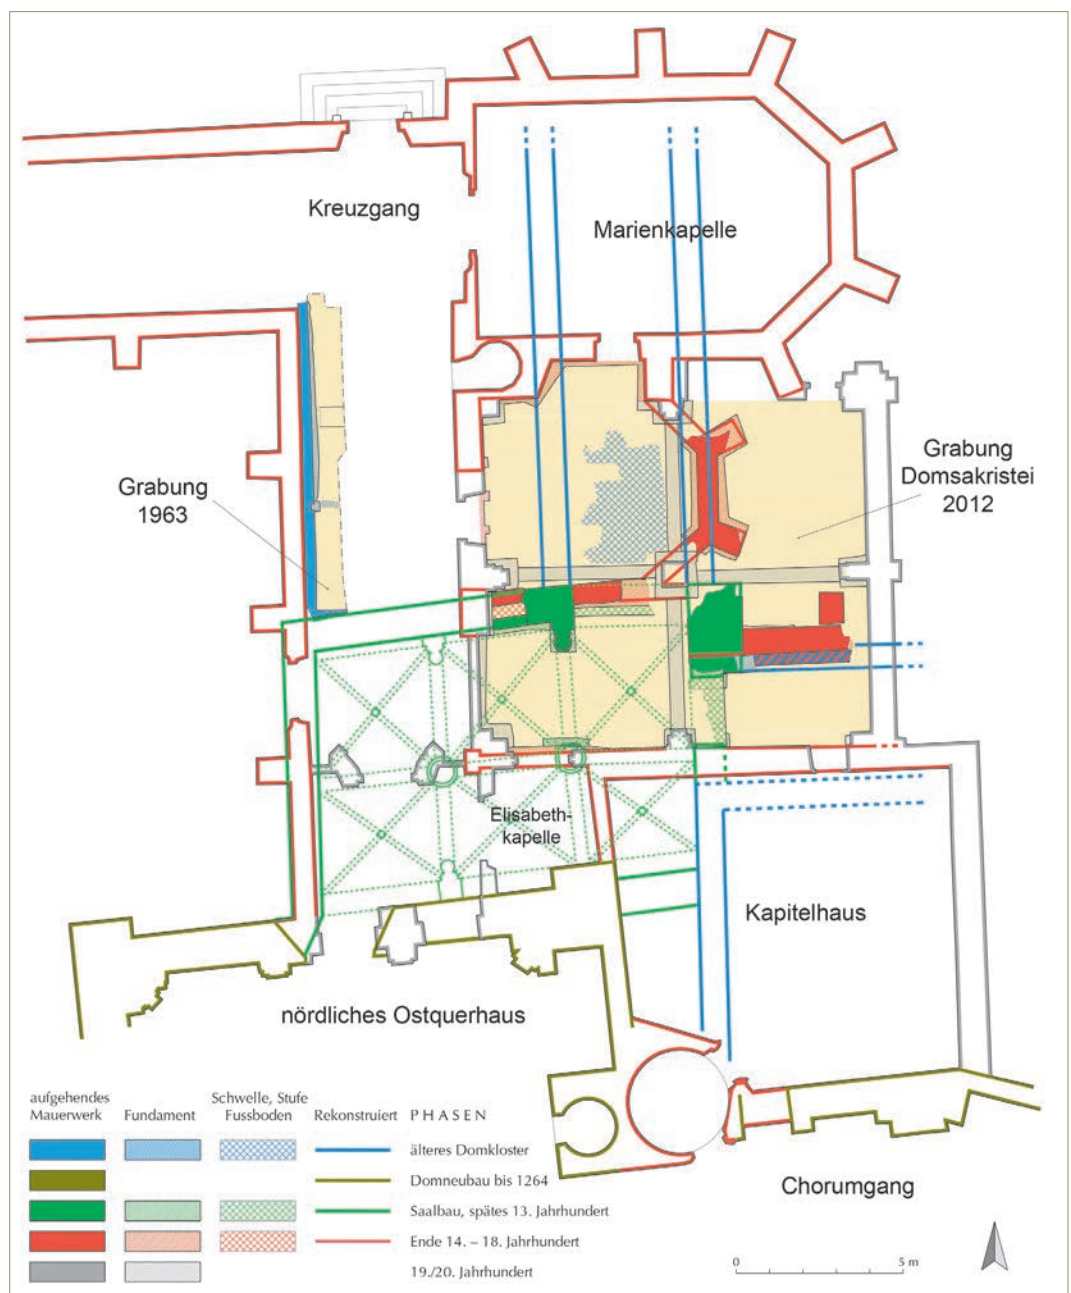 Kreuzgang
Marienkapelle
Grabung
1963
Grabung
Domsakristei
2012
Elisabeth-
kapelle
Kapitelhaus
nördliches Ostquerhaus
Chorumgang
aufgehendes
Mauerwerk
Fundament
Schwelle, Stufe
Fussboden
Rekonstruiert
PHASEN
älteres Domkloster
Domneubau bis 1264
Saalbau, spätes 13. Jahrhundert
Ende 14. – 18. Jahrhundert
19./20. Jahrhundert
0 5 m